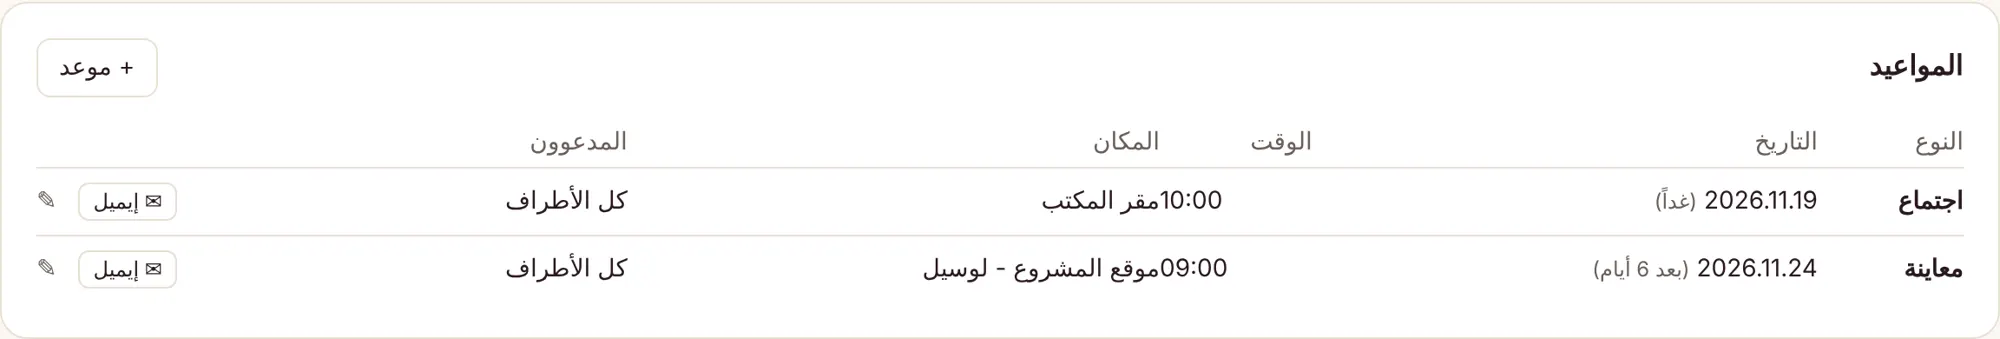 المواعيد
+ موعد
النوع التاريخ الوقت المكان المدعوون
اجتماع 2026.11.19 (غداً) 10:00 مقر المكتب كل الأطراف ✉ إيميل ✎
معاينة 2026.11.24 (بعد 6 أيام) 09:00 موقع المشروع - لوسيل كل الأطراف ✉ إيميل ✎